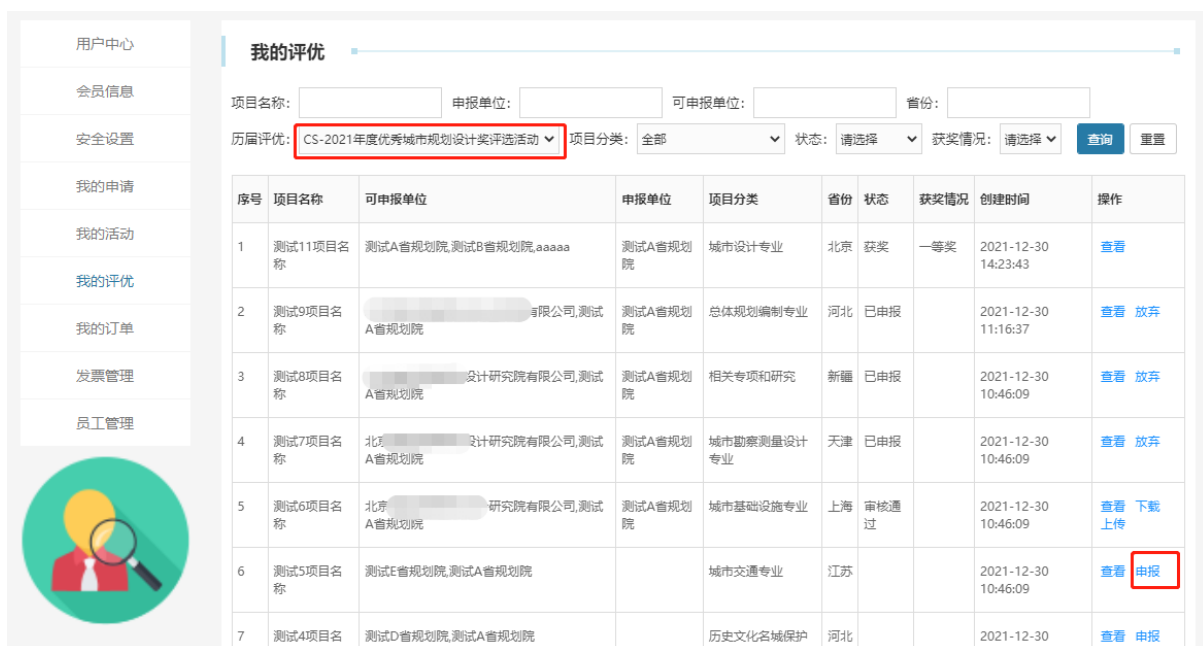 用户中心
会员信息
安全设置
我的申请
我的活动
我的评优
我的订单
发票管理
员工管理
我的评优
项目名称： 申报单位： 可申报单位： 省份：
历届评优： CS-2021年度优秀城市规划设计奖评选活动 项目分类： 全部 状态： 请选择 获奖情况： 请选择 查询 重置
序号 项目名称 可申报单位 申报单位 项目分类 省份 状态 获奖情况 创建时间 操作
1 测试11项目名 测试A省规划院,测试B省规划院,aaaaa 测试A省规划 城市设计专业 北京 获奖 一等奖 2021-12-30 查看
称 院 14:23:43
2 测试9项目名 有限公司,测试 测试A省规划 总体规划编制专业 河北 已申报 2021-12-30 查看 放弃
称 A省规划院 院 11:16:37
3 测试8项目名 设计研究院有限公司,测试 测试A省规划 相关专项和研究 新疆 已申报 2021-12-30 查看 放弃
称 A省规划院 院 10:46:09
4 测试7项目名 北京 设计研究院有限公司,测试 测试A省规划 城市勘察测量设计 天津 已申报 2021-12-30 查看 放弃
称 A省规划院 院 专业 10:46:09
5 测试6项目名 北京 研究院有限公司,测试 测试A省规划 城市基础设施专业 上海 审核通 2021-12-30 查看 下载
称 A省规划院 院 过 10:46:09 上传
6 测试5项目名 测试E省规划院,测试A省规划院 城市交通专业 江苏 2021-12-30 查看 申报
称 10:46:09
7 测试4项目名 测试D省规划院,测试A省规划院 历史文化名城保护 河北 2021-12-30 查看 申报